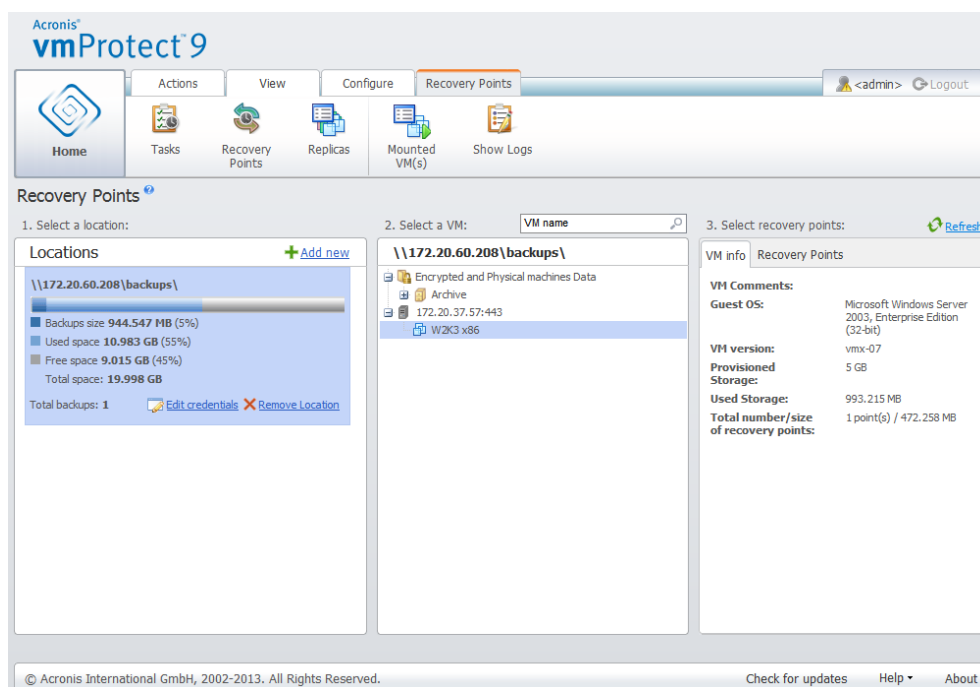 Acronis®
vmProtect™9
Actions
View
Configure
Recovery Points
<admin>
Logout
Home
Tasks
Recovery
Points
Replicas
Mounted
VM(s)
Show Logs
Recovery Points
1. Select a location:
2. Select a VM:
VM name
3. Select recovery points:
Refresh
Locations
Add new
\\172.20.60.208\backups\
Backups size 944.547 MB (5%)
Used space 10.983 GB (55%)
Free space 9.015 GB (45%)
Total space: 19.998 GB
Total backups: 1
Edit credentials
Remove Location
\\172.20.60.208\backups\
Encrypted and Physical machines Data
Archive
172.20.37.57:443
W2K3 x86
VM info
Recovery Points
VM Comments:
Guest OS:
Microsoft Windows Server
2003, Enterprise Edition
(32-bit)
VM version:
vmx-07
Provisioned
Storage:
5 GB
Used Storage:
993.215 MB
Total number/size
of recovery points:
1 point(s) / 472.258 MB
© Acronis International GmbH, 2002-2013. All Rights Reserved.
Check for updates
Help
About